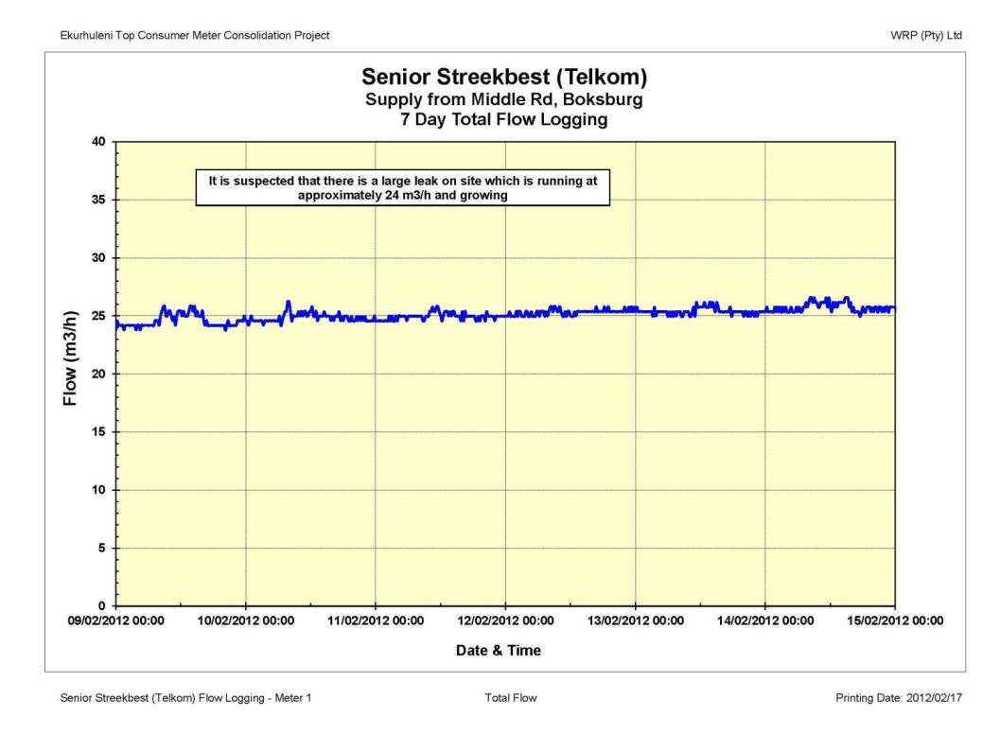 Ekurhuleni Top Consumer Meter Consolidation Project
WRP (Pty) Ltd
Senior Streekbest (Telkom)
Supply from Middle Rd, Boksburg
7 Day Total Flow Logging
It is suspected that there is a large leak on site which is running at
approximately 24 m3/h and growing
Flow (m3/h)
40
35
30
25
20
15
10
5
0
09/02/2012 00:00
10/02/2012 00:00
11/02/2012 00:00
12/02/2012 00:00
13/02/2012 00:00
14/02/2012 00:00
15/02/2012 00:00
Date & Time
Senior Streekbest (Telkom) Flow Logging - Meter 1
Total Flow
Printing Date: 2012/02/17